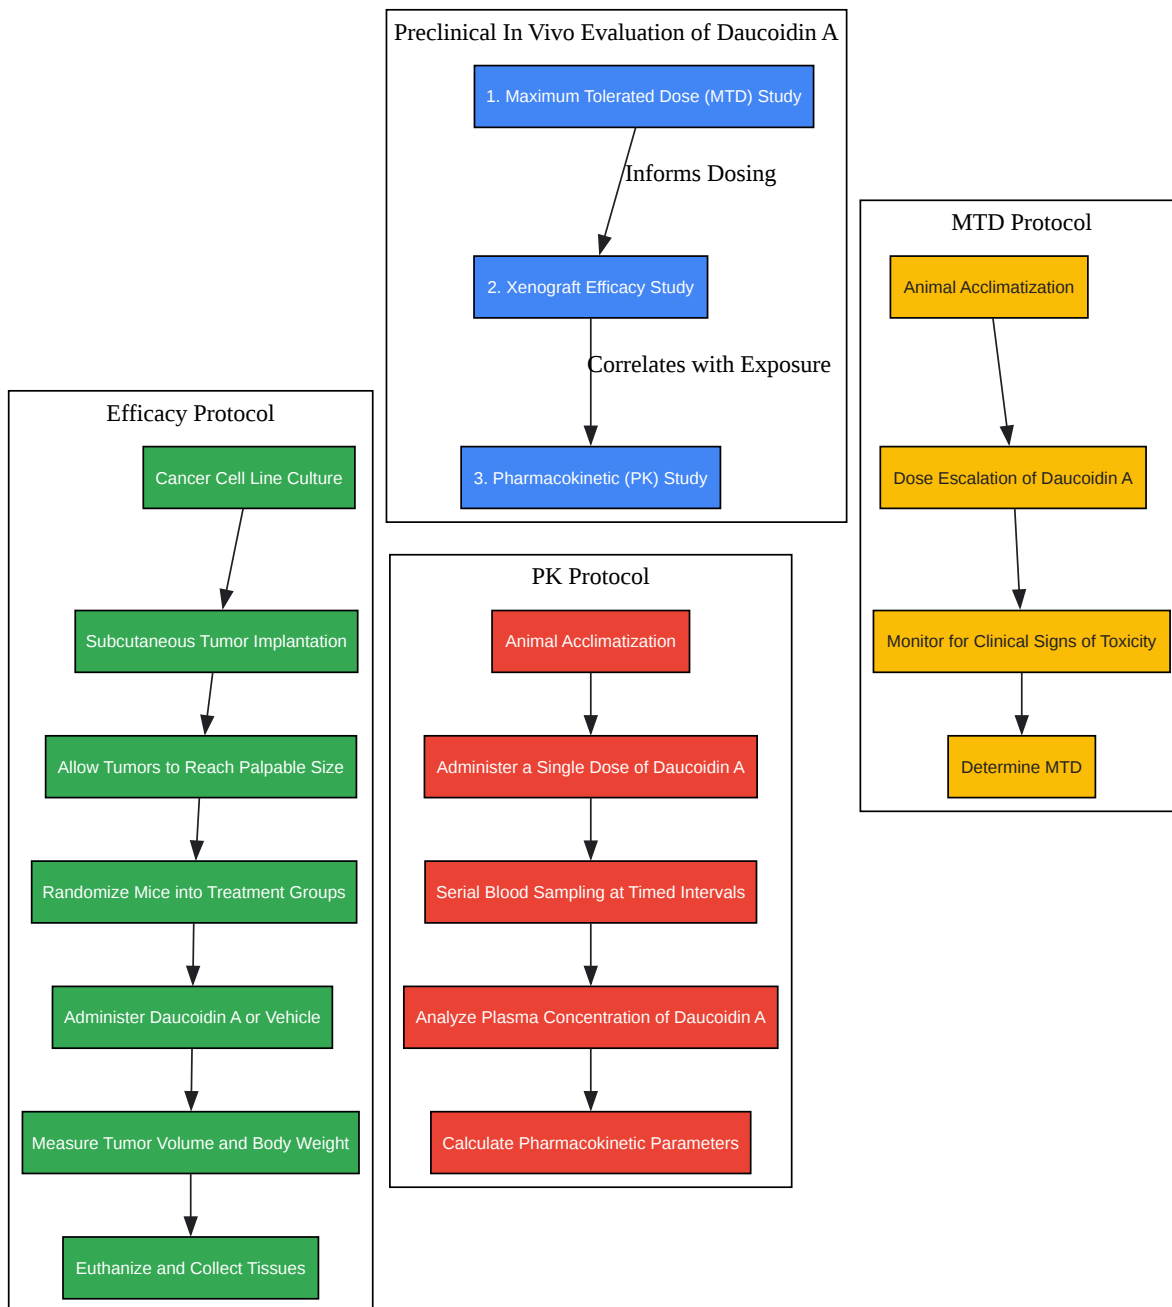 Preclinical In Vivo Evaluation of Daucoidin A
1. Maximum Tolerated Dose (MTD) Study
Informs Dosing
2. Xenograft Efficacy Study
Correlates with Exposure
3. Pharmacokinetic (PK) Study
MTD Protocol
Animal Acclimatization
Dose Escalation of Daucoidin A
Monitor for Clinical Signs of Toxicity
Determine MTD
Efficacy Protocol
Cancer Cell Line Culture
Subcutaneous Tumor Implantation
Allow Tumors to Reach Palpable Size
Randomize Mice into Treatment Groups
Administer Daucoidin A or Vehicle
Measure Tumor Volume and Body Weight
Euthanize and Collect Tissues
PK Protocol
Animal Acclimatization
Administer a Single Dose of Daucoidin A
Serial Blood Sampling at Timed Intervals
Analyze Plasma Concentration of Daucoidin A
Calculate Pharmacokinetic Parameters